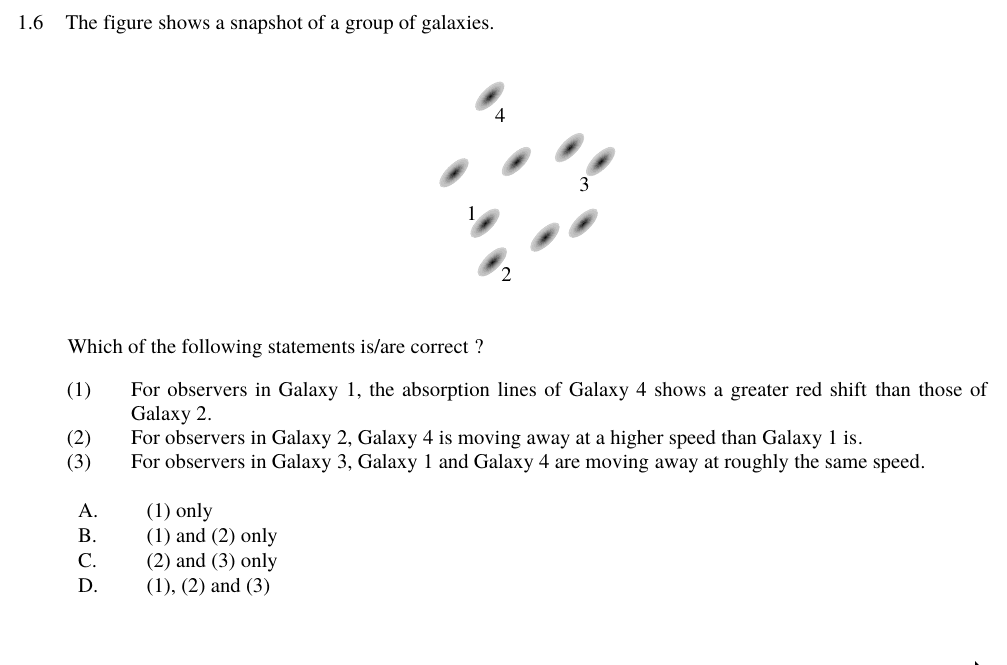 1.6 The figure shows a snapshot of a group of galaxies.
4
3
1
2
Which of the following statements is/are correct ?
(1) For observers in Galaxy 1, the absorption lines of Galaxy 4 shows a greater red shift than those of
Galaxy 2.
(2) For observers in Galaxy 2, Galaxy 4 is moving away at a higher speed than Galaxy 1 is.
(3) For observers in Galaxy 3, Galaxy 1 and Galaxy 4 are moving away at roughly the same speed.
A. (1) only
B. (1) and (2) only
C. (2) and (3) only
D. (1), (2) and (3)